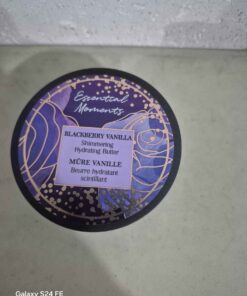 Essential
Moments
BLACKBERRY VANILLA
Shimmering
Hydrating Butter
MÛRE VANILLE
Beurre hydratant
scintillant
Galaxy S24 FE